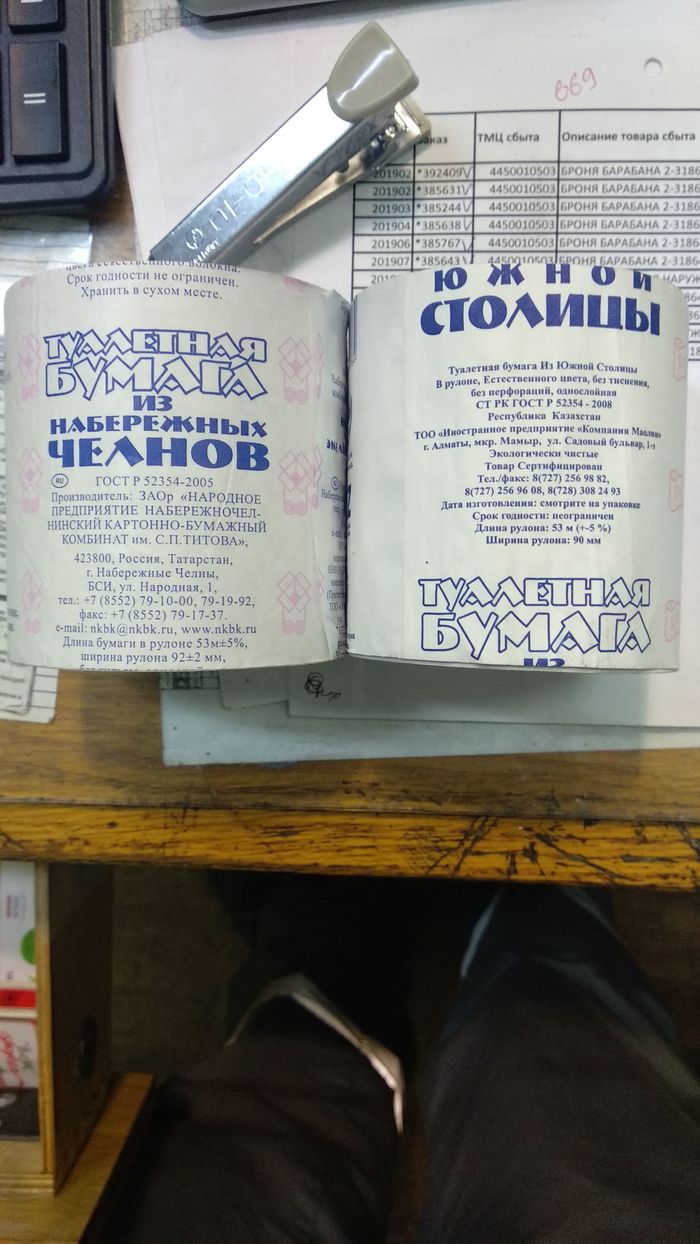 =
669
заказ
ТМЦ сбыта
Описание товара сбыта
201902 *392409 4450010503 БРОНЯ БАРАБАНА 2-3186
201902 *385631 4450010503 БРОНЯ БАРАБАНА 2-3186
201903 *385244 4450010503 БРОНЯ БАРАБАНА 2-3186
201904 *385638 4450010503 БРОНЯ БАРАБАНА 2-3186
201906 *385767 4450010503 БРОНЯ БАРАБАНА 2-3186
201907 *385643 4450010503 БРОНЯ БАРАБАНА 2-3186
цвета естественного волокна.
Срок годности не ограничен.
Хранить в сухом месте.
ТУАЛЕТНАЯ
БУМАГА
ИЗ
НАБЕРЕЖНЫХ
ЧЕЛНОВ
RU
ГОСТ Р 52354-2005
Производитель: ЗАОр «НАРОДНОЕ
ПРЕДПРИЯТИЕ НАБЕРЕЖНОЧЕЛ-
НИНСКИЙ КАРТОННО-БУМАЖНЫЙ
КОМБИНАТ им. С.П.ТИТОВА»,
423800, Россия, Татарстан,
г. Набережные Челны,
БСИ, ул. Народная, 1,
тел.: +7 (8552) 79-10-00, 79-19-92,
факс: +7 (8552) 79-17-37.
e-mail: nkbk@nkbk.ru, www.nkbk.ru
Длина бумаги в рулоне 53м±5%,
ширина рулона 92±2 мм,
ЮЖНОЙ
СТОЛИЦЫ
Туалетная бумага Из Южной Столицы
В рулоне, Естественного цвета, без тиснения,
без перфораций, однослойная
СТ РК ГОСТ Р 52354 - 2008
Республика Казахстан
ТОО «Иностранное предприятие «Компания Маолин»
г. Алматы, мкр. Мамыр, ул. Садовый бульвар, 1-1
Экологически чистые
Товар Сертифицирован
Тел./факс: 8(727) 256 98 82,
8(727) 256 96 08, 8(728) 308 24 93
Дата изготовления: смотрите на упаковке
Срок годности: неограничен
Длина рулона: 53 м (+-5 %)
Ширина рулона: 90 мм
ТУАЛЕТНАЯ
БУМАГА
ИЗ